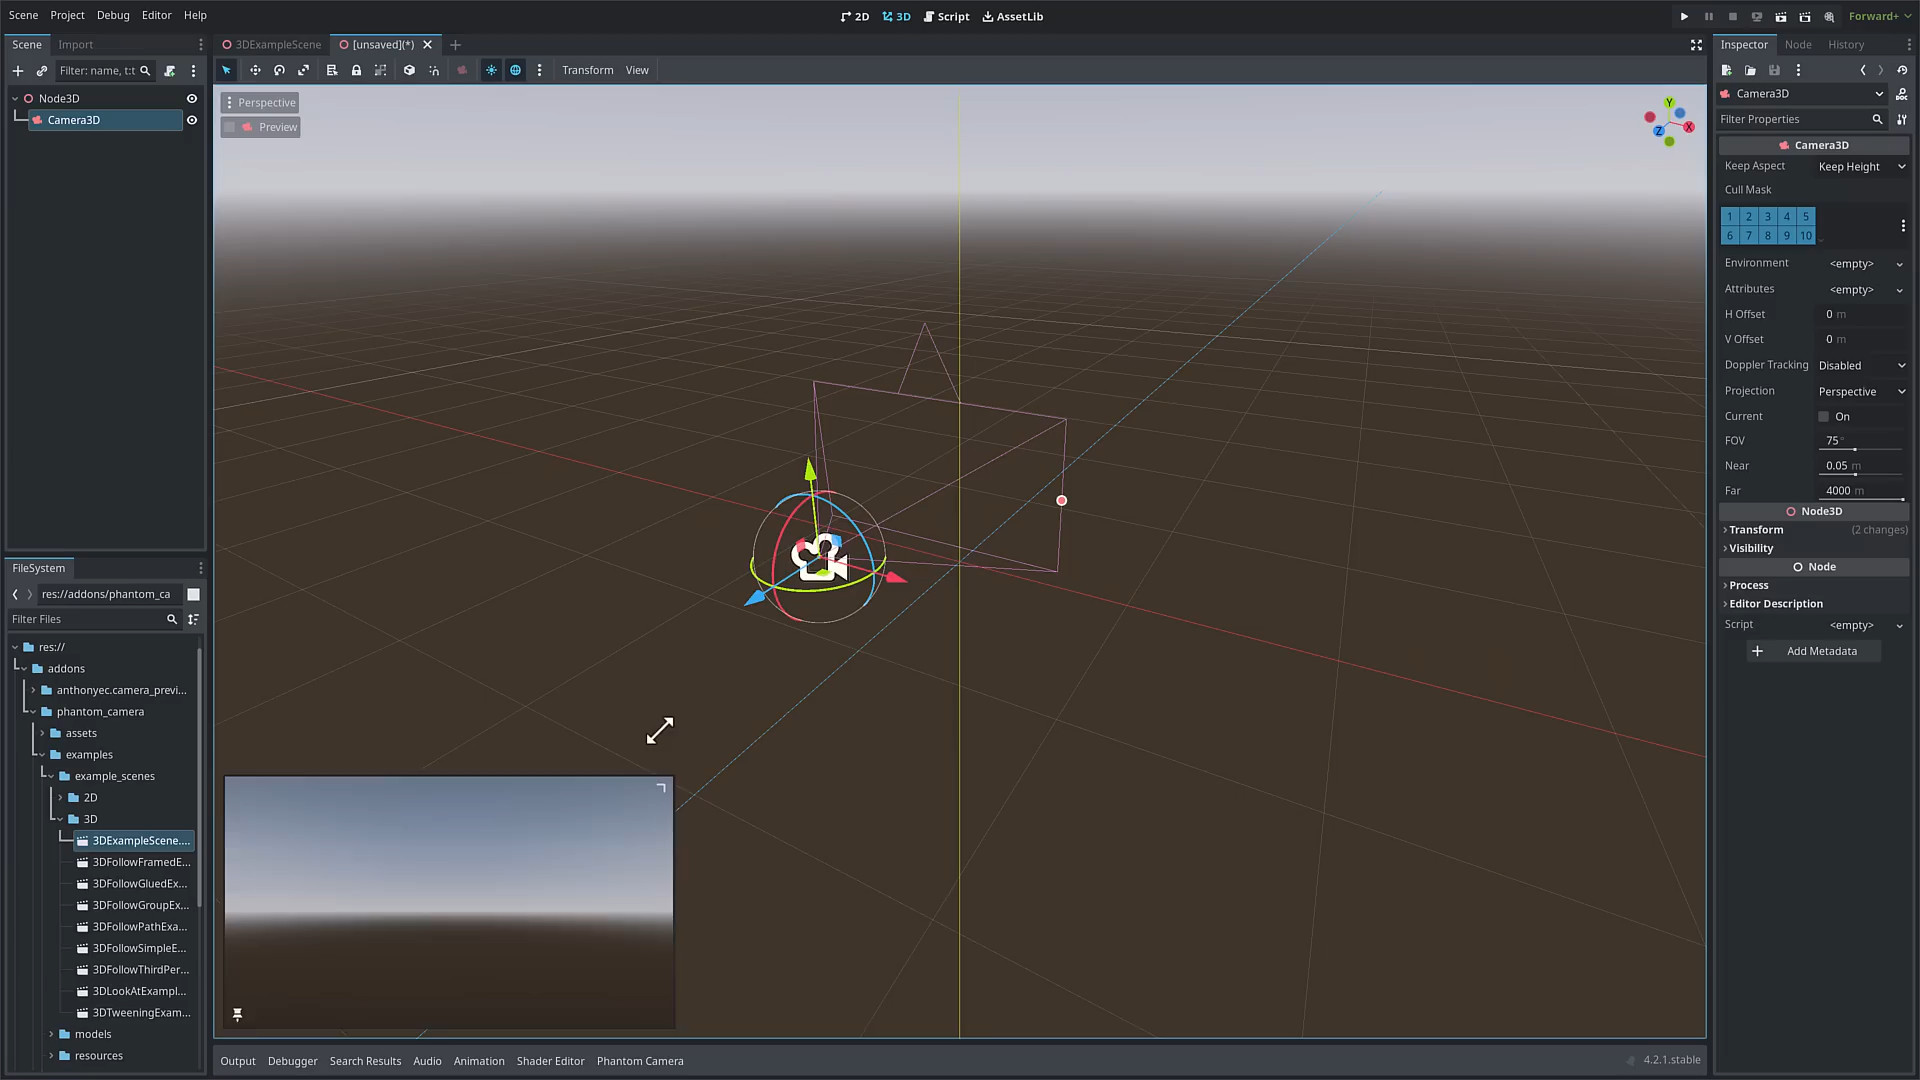 Scene Project Debug Editor Help
2D 3D Script AssetLib
Forward+
Scene Import
3DExampleScene [unsaved](*)
Inspector Node History
Filter: name, t:t
Transform View
Node3D
Camera3D
Perspective
Preview
Y
X
Z
Camera3D
Filter Properties
Camera3D
Keep Aspect Keep Height
Cull Mask
1 2 3 4 5
6 7 8 9 10
Environment <empty>
Attributes <empty>
H Offset 0 m
V Offset 0 m
Doppler Tracking Disabled
Projection Perspective
Current On
FOV 75 °
Near 0.05 m
Far 4000 m
Node3D
Transform (2 changes)
Visibility
Node
Process
Editor Description
Script <empty>
Add Metadata
FileSystem
res://addons/phantom_ca
Filter Files
res://
addons
anthonyec.camera_previ...
phantom_camera
assets
examples
example_scenes
2D
3D
3DExampleScene....
3DFollowFramedE...
3DFollowGluedEx...
3DFollowGroupEx...
3DFollowPathExa...
3DFollowSimpleE...
3DFollowThirdPer...
3DLookAtExampl...
3DTweeningExam...
models
resources
Output Debugger Search Results Audio Animation Shader Editor Phantom Camera
4.2.1.stable